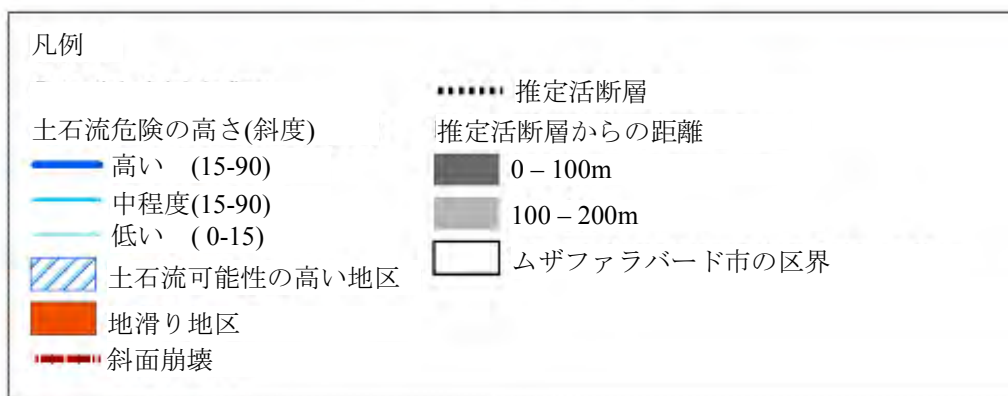 凡例
土石流危険の高さ(斜度)
高い (15-90)
中程度(15-90)
低い ( 0-15)
土石流可能性の高い地区
地滑り地区
斜面崩壊
推定活断層
推定活断層からの距離
0 – 100m
100 – 200m
ムザファラバード市の区界